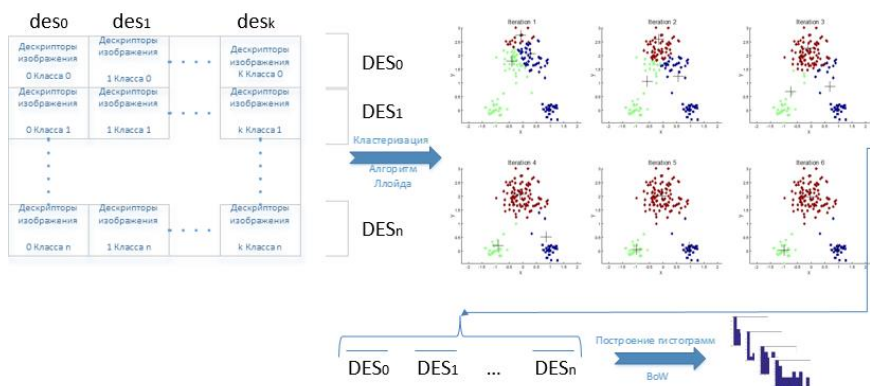 des0 des1 desk
Дескрипторы изображения
0 Класса 0
Дескрипторы изображения
1 Класса 0
Дескрипторы изображения
K Класса 0
Дескрипторы изображения
0 Класса 1
Дескрипторы изображения
1 Класса 1
Дескрипторы изображения
k Класса 1
Дескрипторы изображения
0 Класса n
Дескрипторы изображения
1 Класса n
Дескрипторы изображения
k Класса n
DES0
DES1
DESn
Кластеризация
Алгоритм
Ллойда
Iteration 1
Iteration 2
Iteration 3
Iteration 4
Iteration 5
Iteration 6
DES0 DES1 ... DESn
Построение гистограмм
BoW